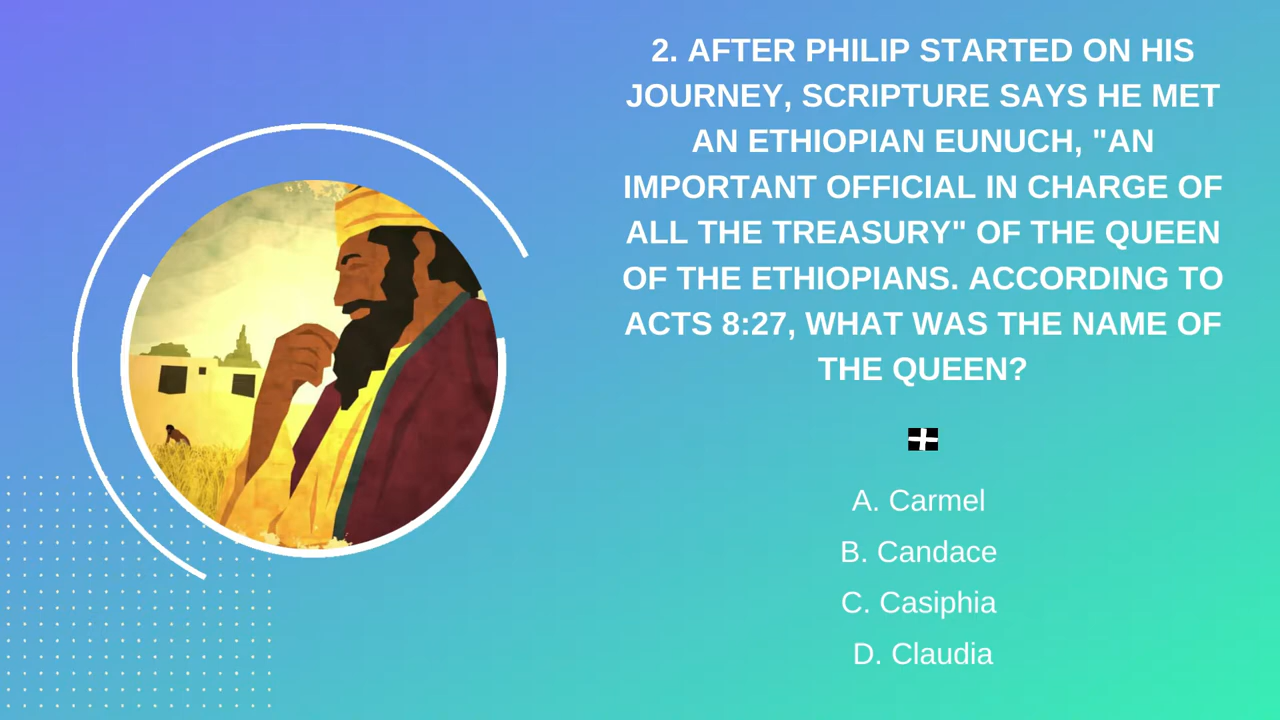 2. AFTER PHILIP STARTED ON HIS
JOURNEY, SCRIPTURE SAYS HE MET
AN ETHIOPIAN EUNUCH, "AN
IMPORTANT OFFICIAL IN CHARGE OF
ALL THE TREASURY" OF THE QUEEN
OF THE ETHIOPIANS. ACCORDING TO
ACTS 8:27, WHAT WAS THE NAME OF
THE QUEEN?
A. Carmel
B. Candace
C. Casiphia
D. Claudia